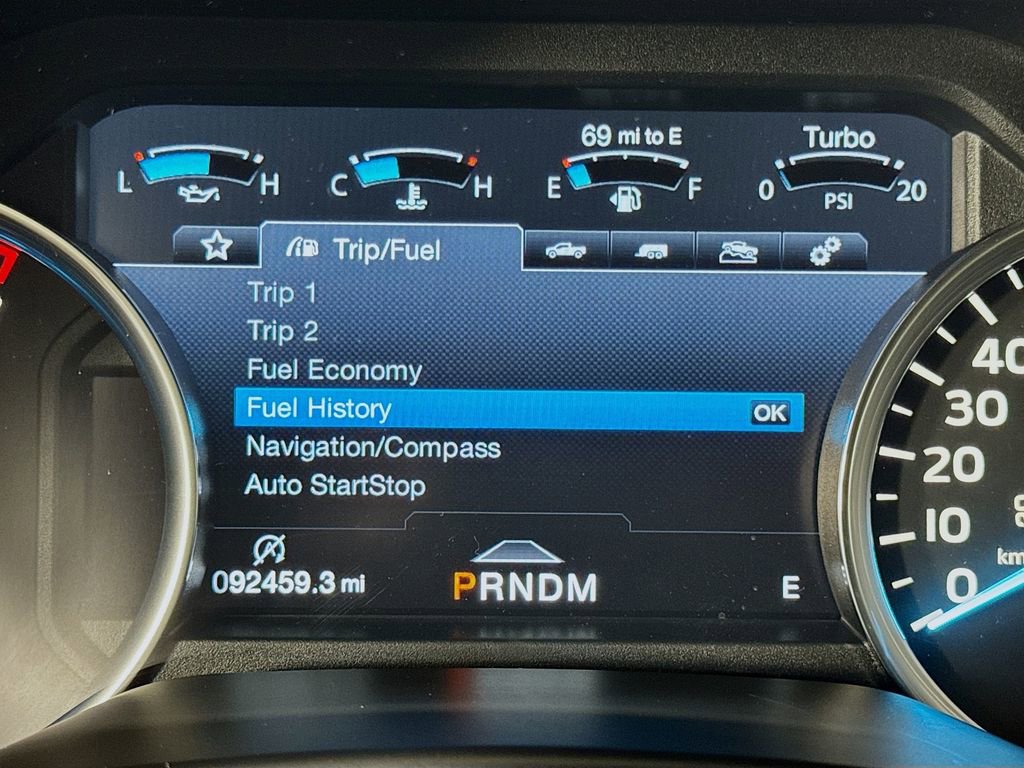 69 mi to E
Turbo
L H
C H
E F
0 PSI 20
Trip/Fuel
Trip 1
Trip 2
Fuel Economy
Fuel History OK
Navigation/Compass
Auto StartStop
092459.3 mi
PRNDM
E
40
30
20
10
0
km